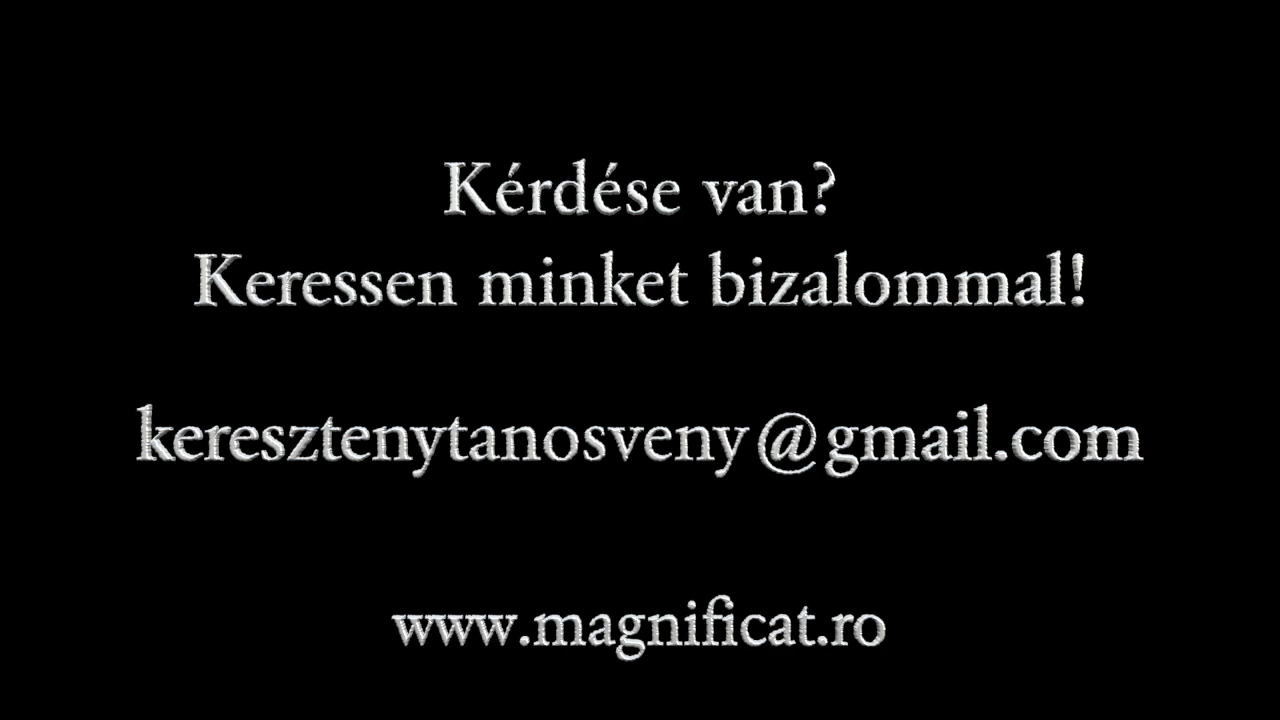 Kérdése van?
Keressen minket bizalommal!
keresztenytanosveny@gmail.com
www.magnificat.ro